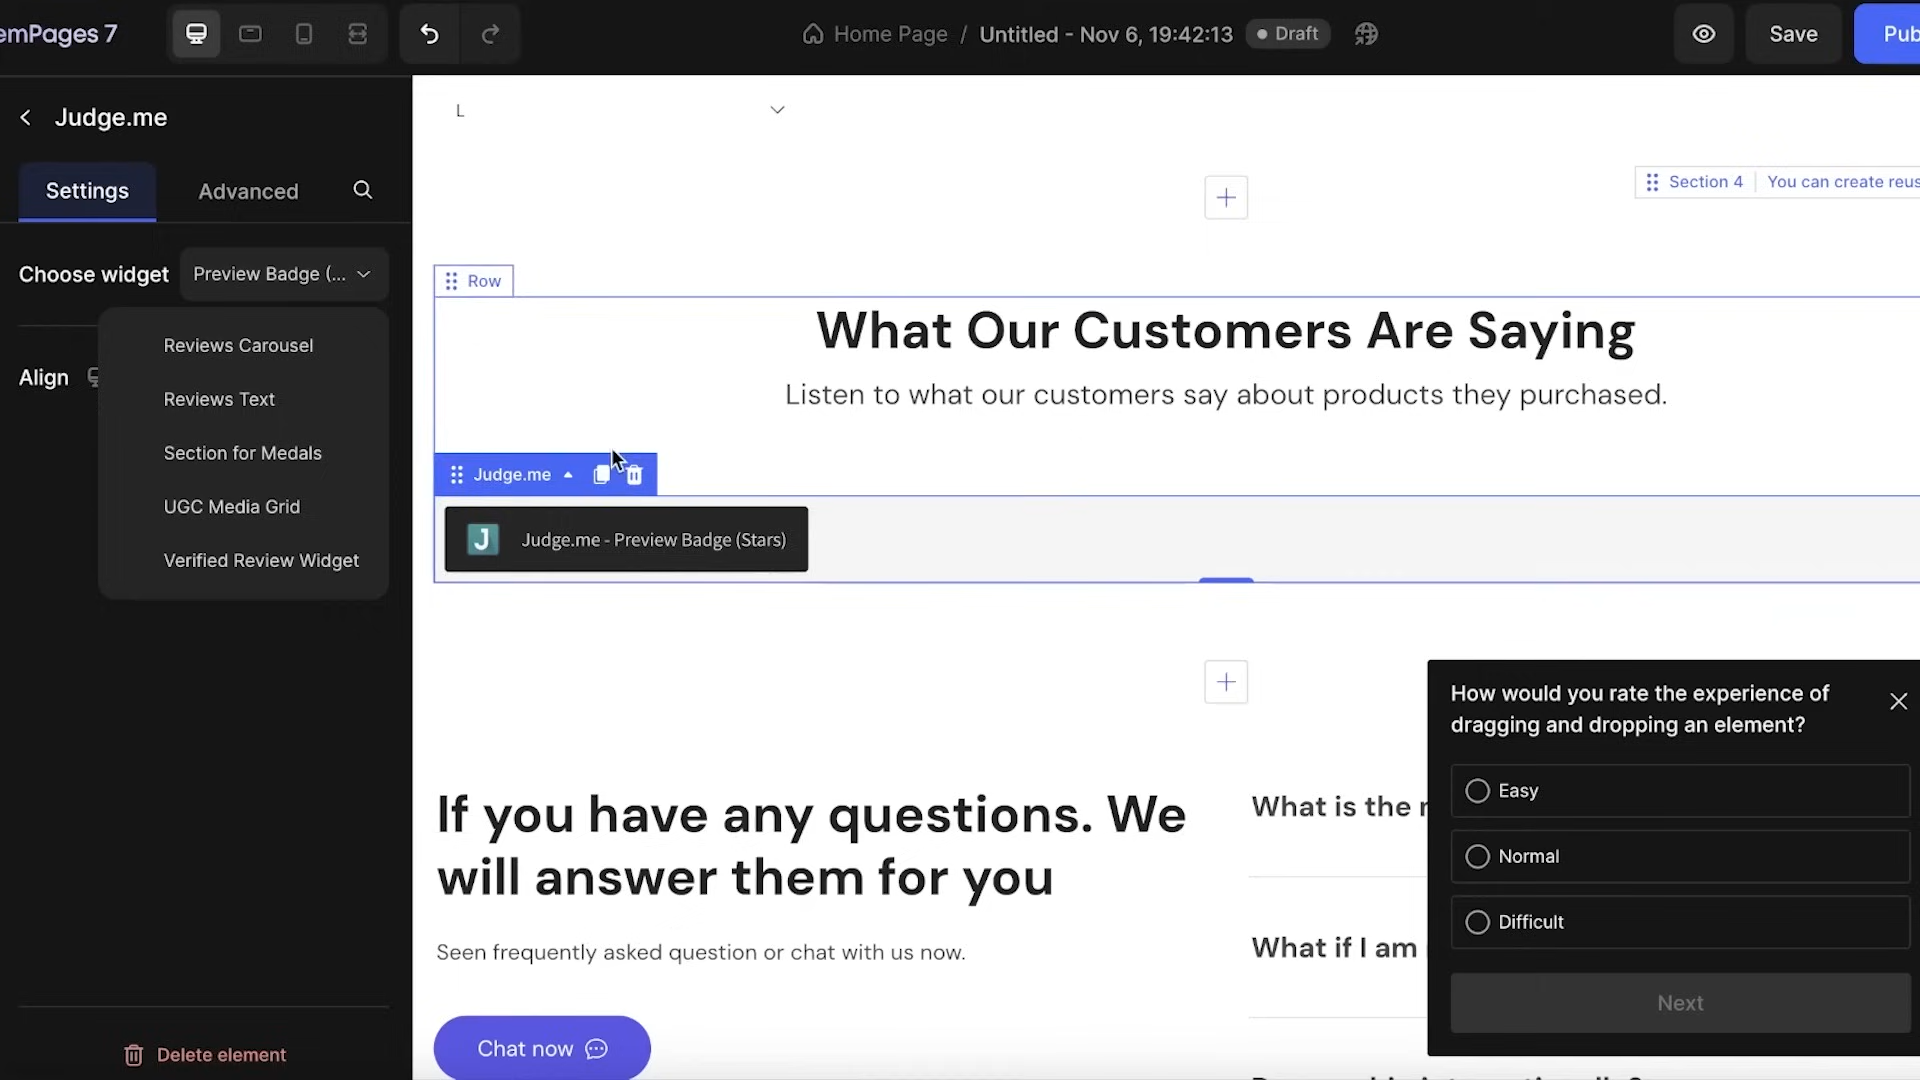 emPages 7
Home Page / Untitled - Nov 6, 19:42:13
Draft
Save
Judge.me
Settings
Advanced
Choose widget
Preview Badge (...
Reviews Carousel
Reviews Text
Section for Medals
UGC Media Grid
Verified Review Widget
Align
Delete element
L
Section 4
You can create
Row
What Our Customers Are Saying
Listen to what our customers say about products they purchased.
Judge.me
J
Judge.me - Preview Badge (Stars)
If you have any questions. We
will answer them for you
Seen frequently asked question or chat with us now.
Chat now
What is the
What if I am
How would you rate the experience of
dragging and dropping an element?
Easy
Normal
Difficult
Next